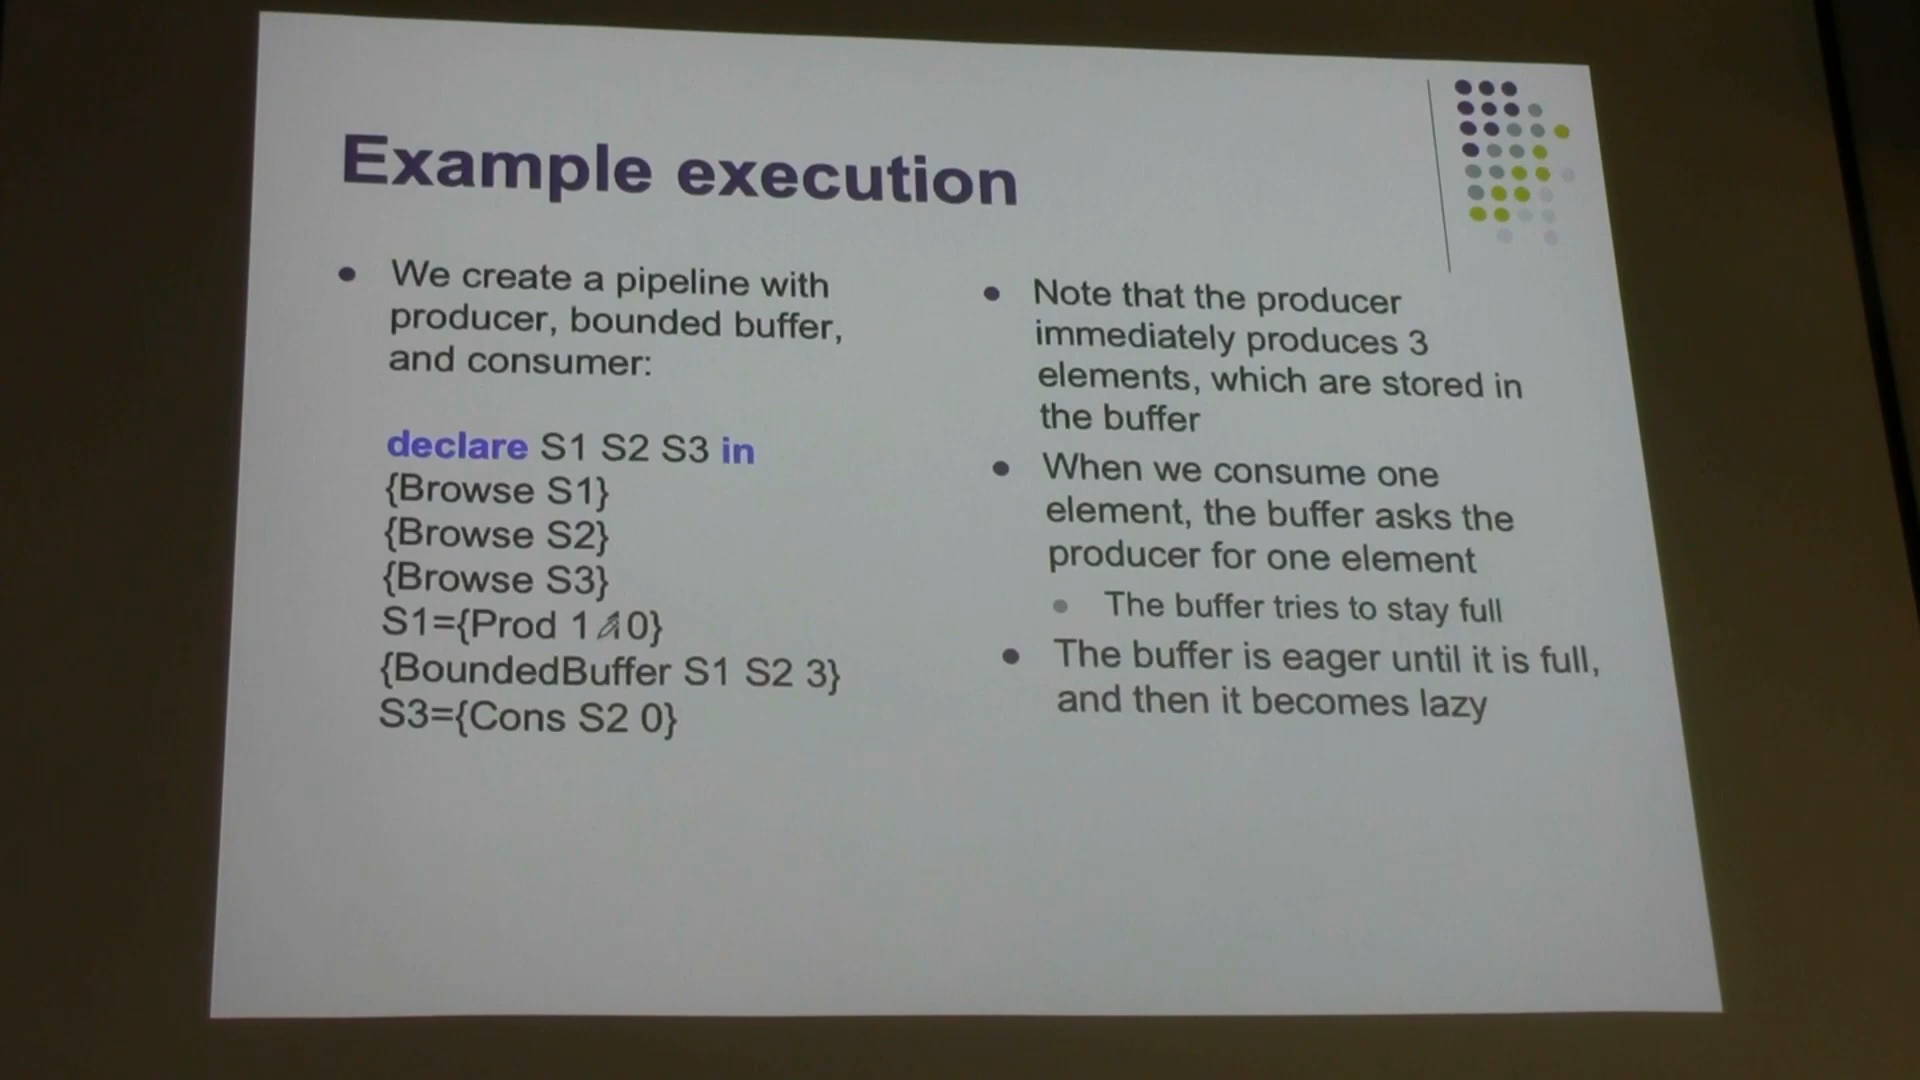 Example execution
We create a pipeline with
producer, bounded buffer,
and consumer:
declare S1 S2 S3 in
{Browse S1}
{Browse S2}
{Browse S3}
S1={Prod 1 10}
{BoundedBuffer S1 S2 3}
S3={Cons S2 0}
Note that the producer
immediately produces 3
elements, which are stored in
the buffer
When we consume one
element, the buffer asks the
producer for one element
The buffer tries to stay full
The buffer is eager until it is full,
and then it becomes lazy